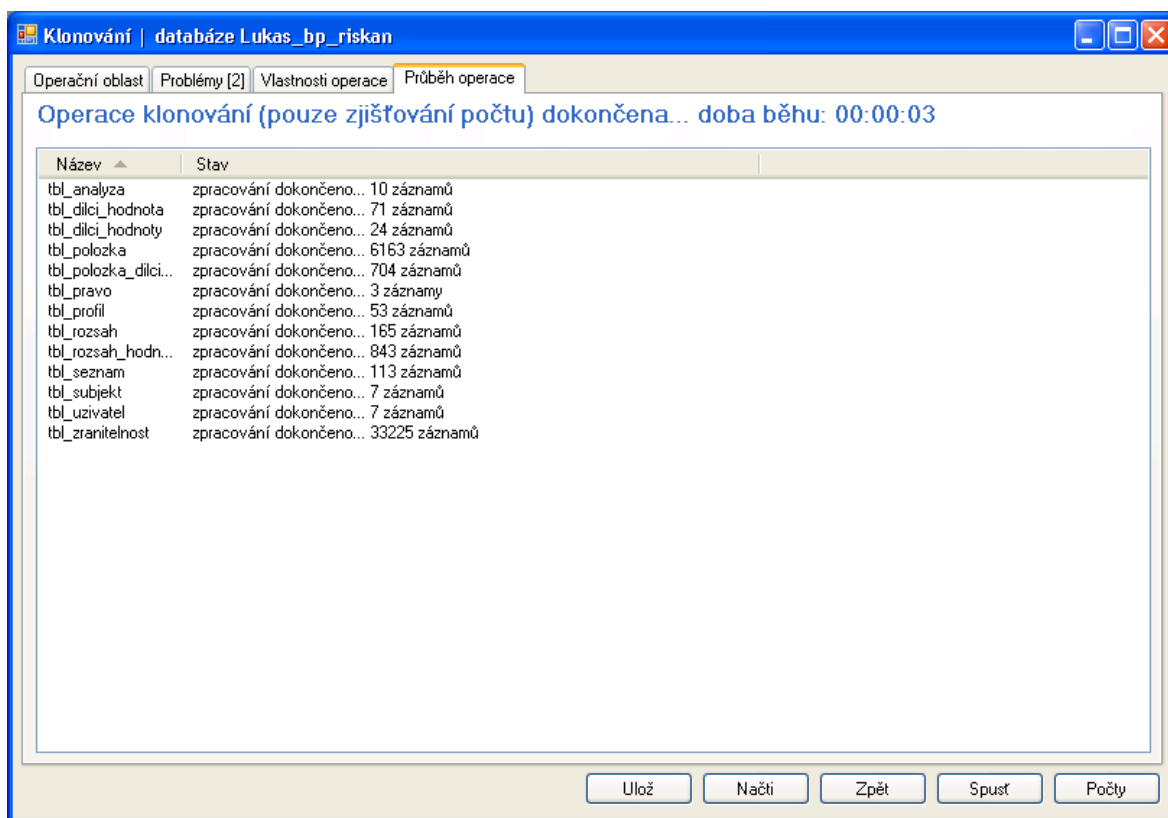 Klonování | databáze Lukas_bp_riskan
Operační oblast Problémy [2] Vlastnosti operace Průběh operace
Operace klonování (pouze zjišťování počtu) dokončena... doba běhu: 00:00:03
Název Stav
tbl_analyza zpracování dokončeno... 10 záznamů
tbl_dilci_hodnota zpracování dokončeno... 71 záznamů
tbl_dilci_hodnoty zpracování dokončeno... 24 záznamů
tbl_polozka zpracování dokončeno... 6163 záznamů
tbl_polozka_dilci... zpracování dokončeno... 704 záznamů
tbl_pravo zpracování dokončeno... 3 záznamy
tbl_profil zpracování dokončeno... 53 záznamů
tbl_rozsah zpracování dokončeno... 165 záznamů
tbl_rozsah_hodn... zpracování dokončeno... 843 záznamů
tbl_seznam zpracování dokončeno... 113 záznamů
tbl_subjekt zpracování dokončeno... 7 záznamů
tbl_uzivatel zpracování dokončeno... 7 záznamů
tbl_zranitelnost zpracování dokončeno... 33225 záznamů
Ulož Načti Zpět Spusť Počty